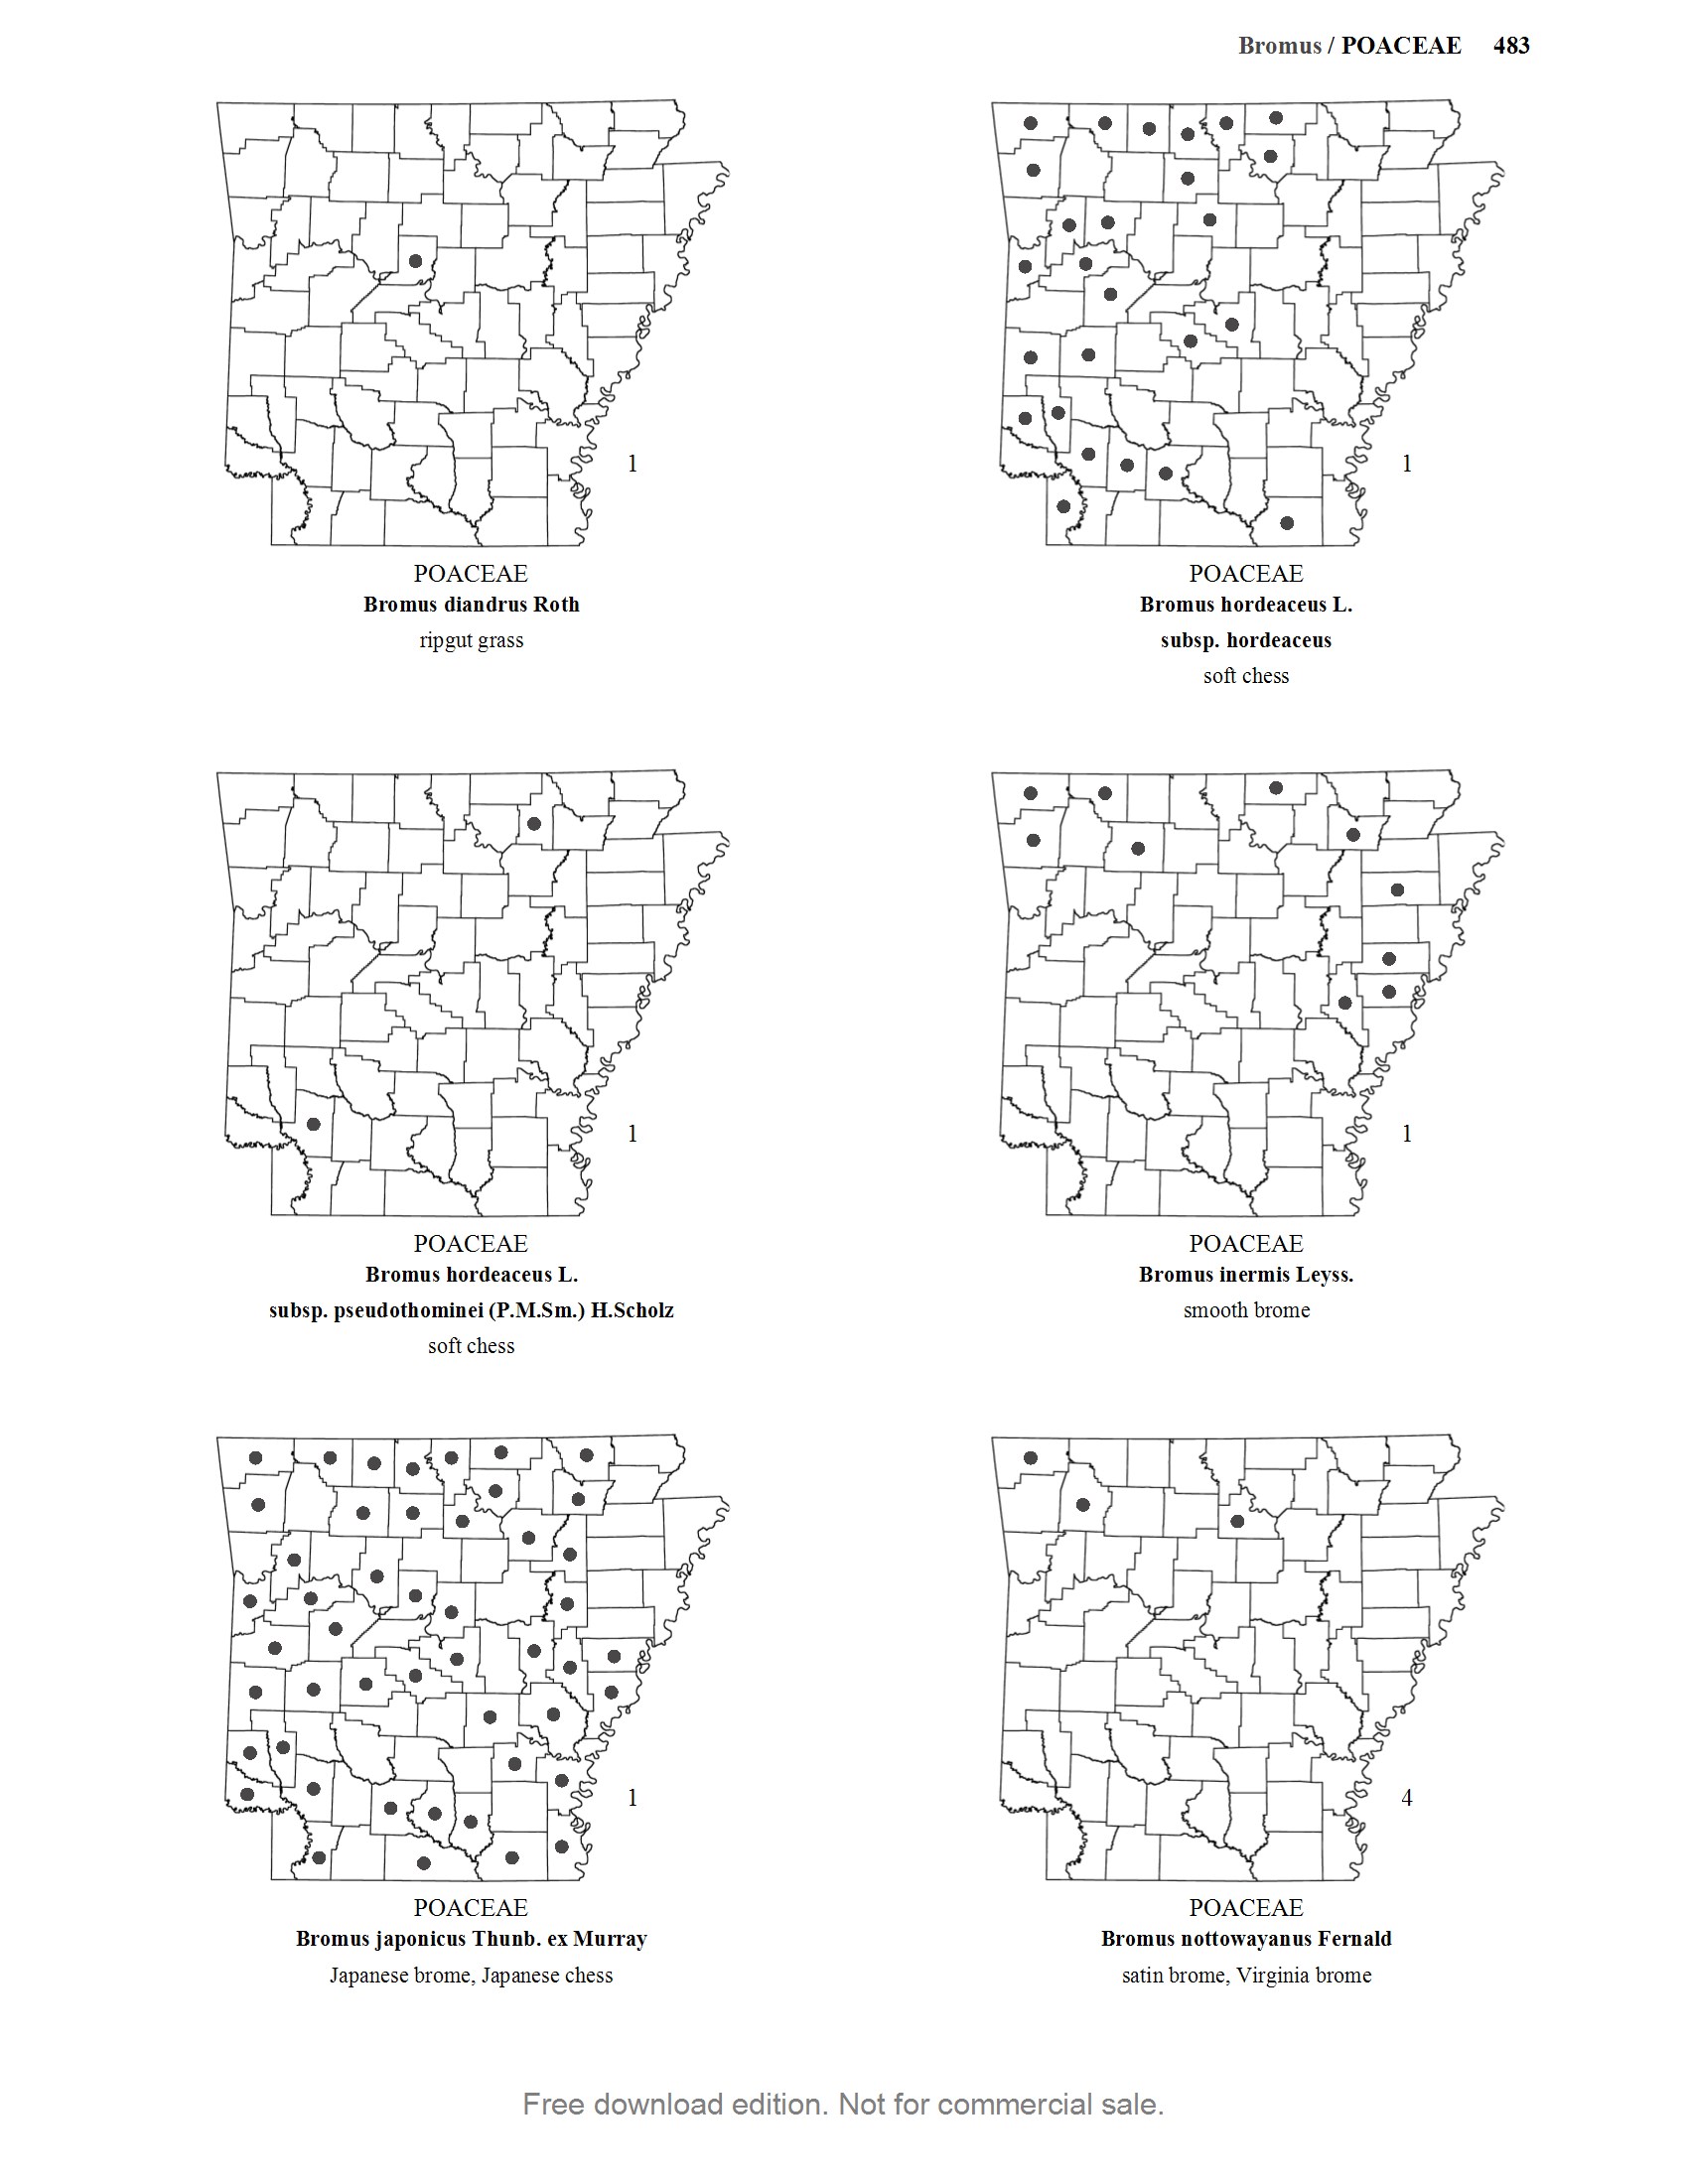 Bromus / POACEAE 483
1
POACEAE
Bromus diandrus Roth
ripgut grass
1
POACEAE
Bromus hordeaceus L.
subsp. hordeaceus
soft chess
1
POACEAE
Bromus hordeaceus L.
subsp. pseudothominei (P.M.Sm.) H.Scholz
soft chess
1
POACEAE
Bromus inermis Leyss.
smooth brome
1
POACEAE
Bromus japonicus Thunb. ex Murray
Japanese brome, Japanese chess
4
POACEAE
Bromus nottowayanus Fernald
satin brome, Virginia brome
Free download edition. Not for commercial sale.